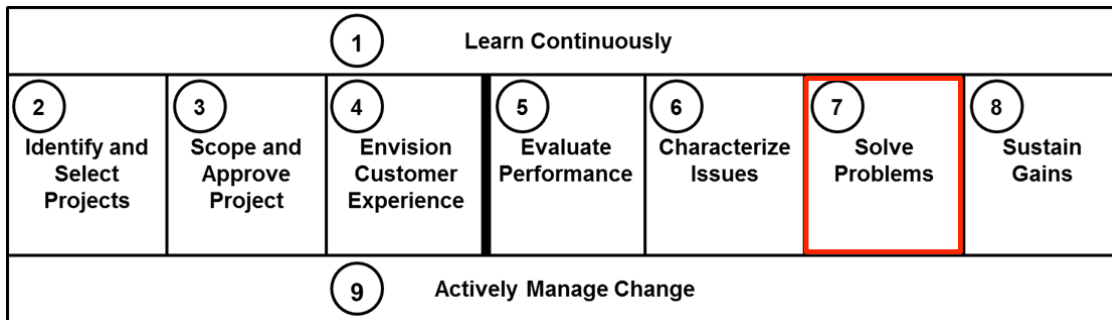 1 Learn Continuously
2
Identify and
Select
Projects
3
Scope and
Approve
Project
4
Envision
Customer
Experience
5
Evaluate
Performance
6
Characterize
Issues
7
Solve
Problems
8
Sustain
Gains
9 Actively Manage Change